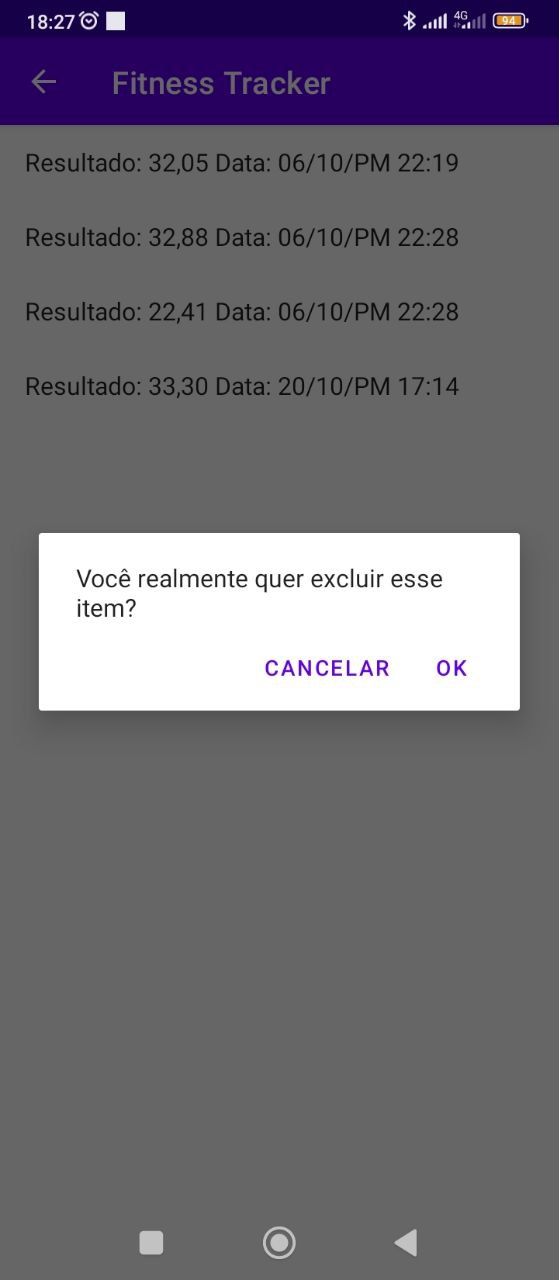 18:27 4G 94
Fitness Tracker
Resultado: 32,05 Data: 06/10/PM 22:19
Resultado: 32,88 Data: 06/10/PM 22:28
Resultado: 22,41 Data: 06/10/PM 22:28
Resultado: 33,30 Data: 20/10/PM 17:14
Você realmente quer excluir esse
item?
CANCELAR OK